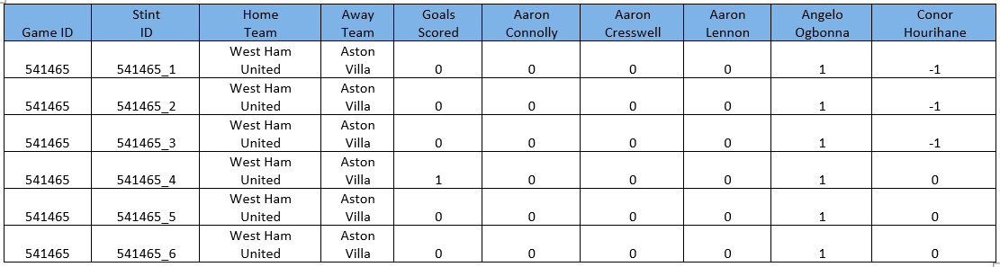 Game ID Stint ID Home Team Away Team Goals Scored Aaron Connolly Aaron Cresswell Aaron Lennon Angelo Ogbonna Conor Hourihane
541465 541465_1 West Ham United Aston Villa 0 0 0 0 1 -1
541465 541465_2 West Ham United Aston Villa 0 0 0 0 1 -1
541465 541465_3 West Ham United Aston Villa 0 0 0 0 1 -1
541465 541465_4 West Ham United Aston Villa 1 0 0 0 1 0
541465 541465_5 West Ham United Aston Villa 0 0 0 0 1 0
541465 541465_6 West Ham United Aston Villa 0 0 0 0 1 0